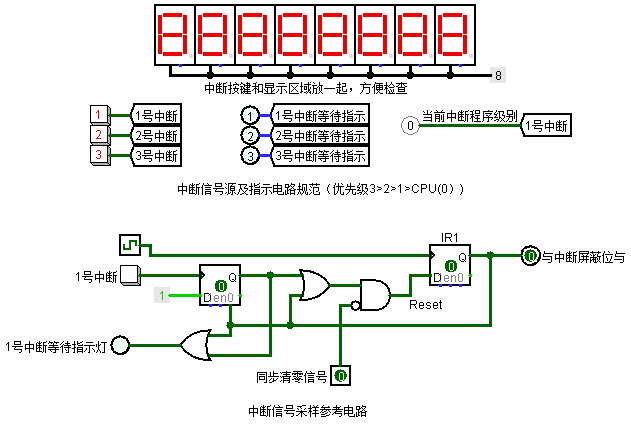 8
中断按键和显示区域放一起，方便检查
1 1号中断 1 1号中断等待指示 0 当前中断程序级别 1号中断
2 2号中断 2 2号中断等待指示
3 3号中断 3 3号中断等待指示
中断信号源及指示电路规范（优先级3>2>1>CPU(0)）
IR1
Q 0 D en0
0 与中断屏蔽位与
1号中断
Q 0 D en0
1
Reset
1号中断等待指示灯
同步清零信号 0
中断信号采样参考电路